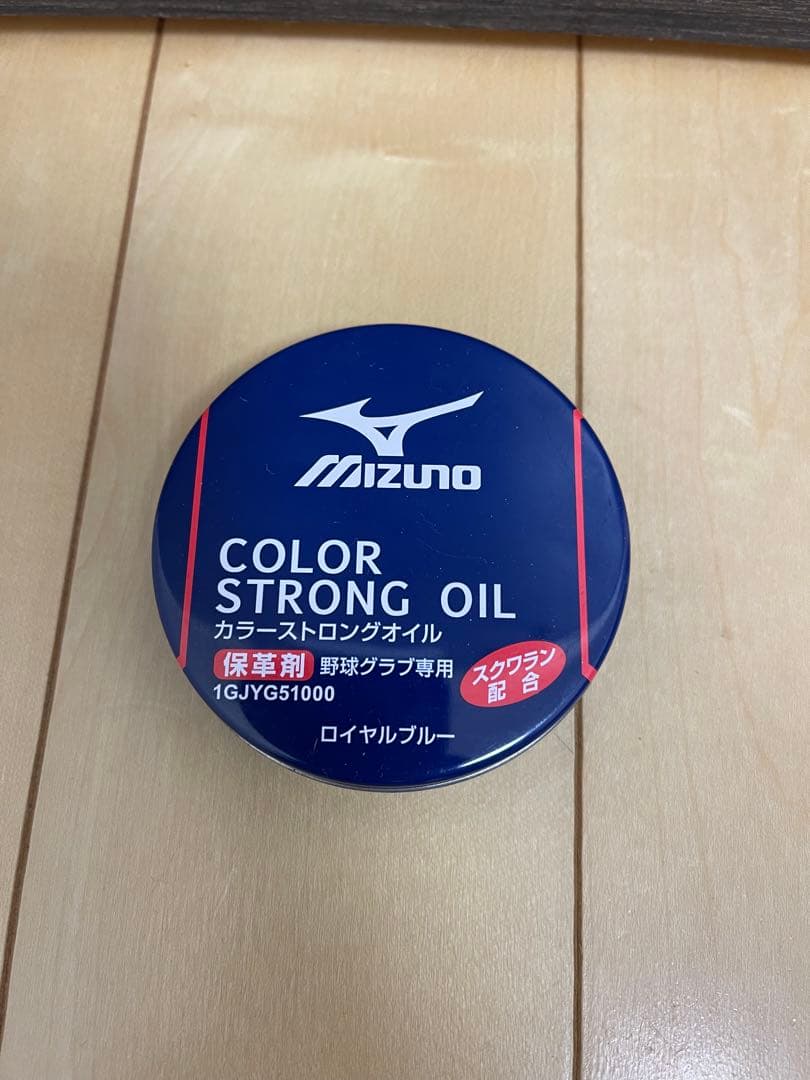 MIZUNO
COLOR
STRONG OIL
カラーストロングオイル
保革剤 野球グラブ専用
スクワラン
配合
1GJYG51000
ロイヤルブルー